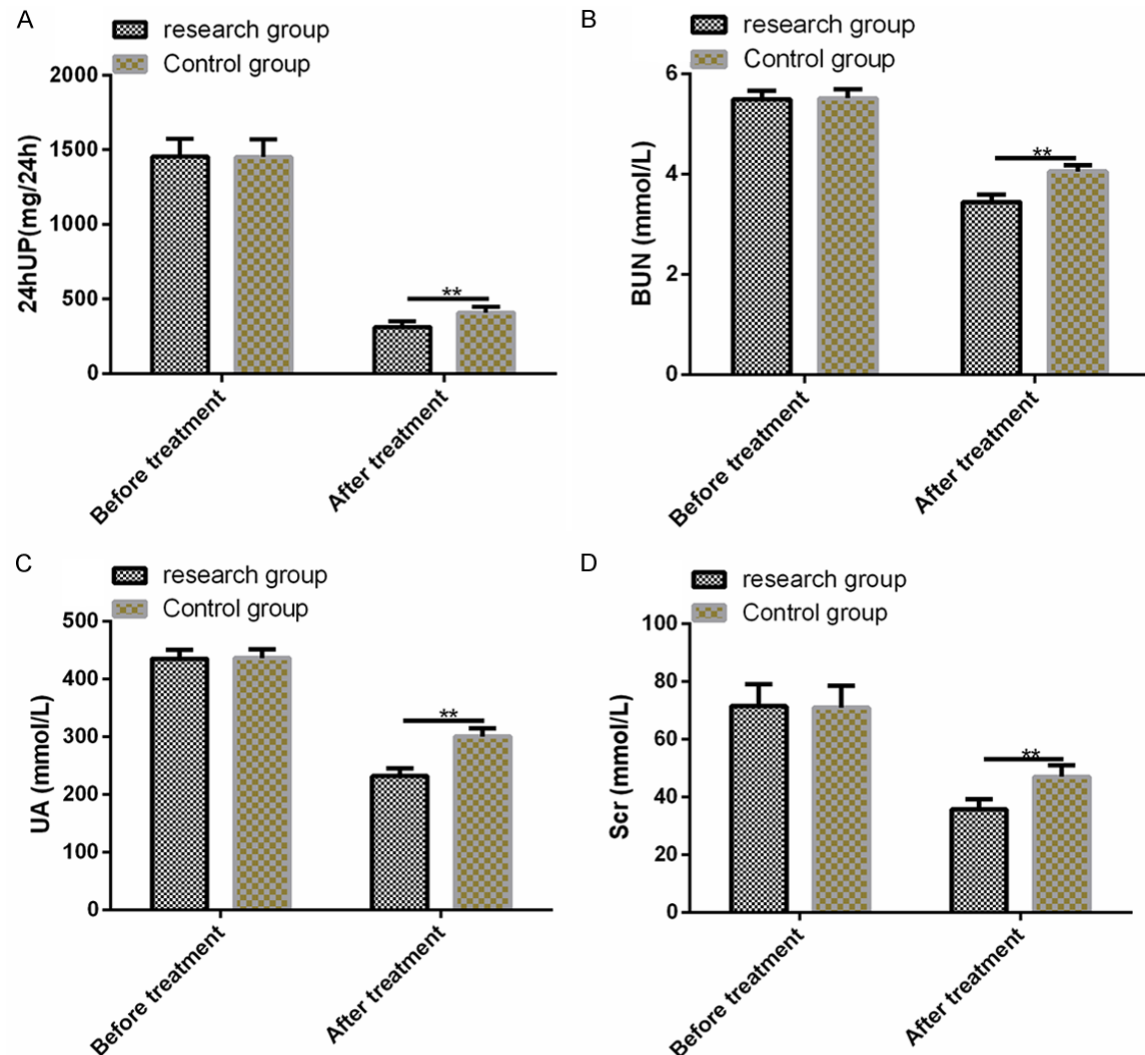 A
research group
Control group
2000
1500
1000
500
0
24hUP(mg/24h)
**
Before treatment
After treatment
B
research group
Control group
6
4
2
0
BUN (mmol/L)
**
Before treatment
After treatment
C
research group
Control group
500
400
300
200
100
0
UA (mmol/L)
**
Before treatment
After treatment
D
research group
Control group
100
80
60
40
20
0
Scr (mmol/L)
**
Before treatment
After treatment